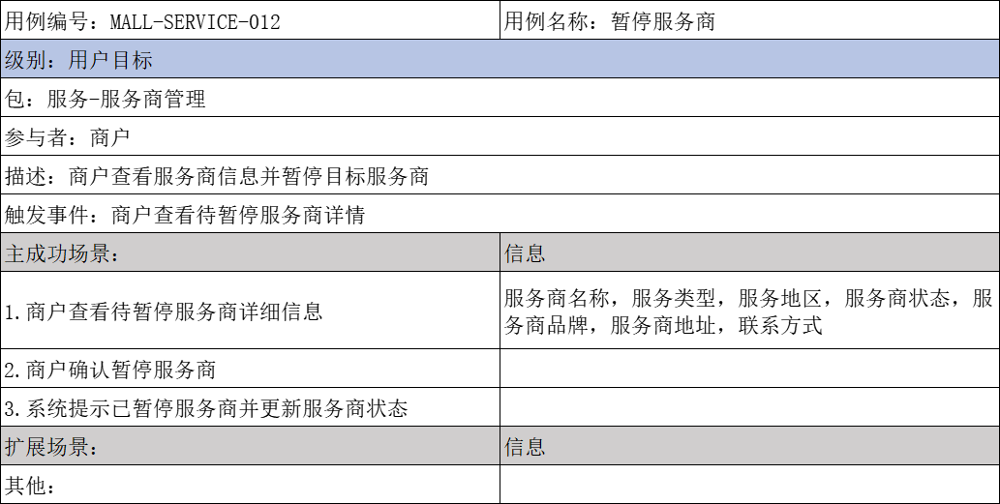 用例编号：MALL-SERVICE-012
用例名称：暂停服务商
级别：用户目标
包：服务-服务商管理
参与者：商户
描述：商户查看服务商信息并暂停目标服务商
触发事件：商户查看待暂停服务商详情
主成功场景：
信息
1.商户查看待暂停服务商详细信息
服务商名称，服务类型，服务地区，服务商状态，服
务商品牌，服务商地址，联系方式
2.商户确认暂停服务商
3.系统提示已暂停服务商并更新服务商状态
扩展场景：
信息
其他：